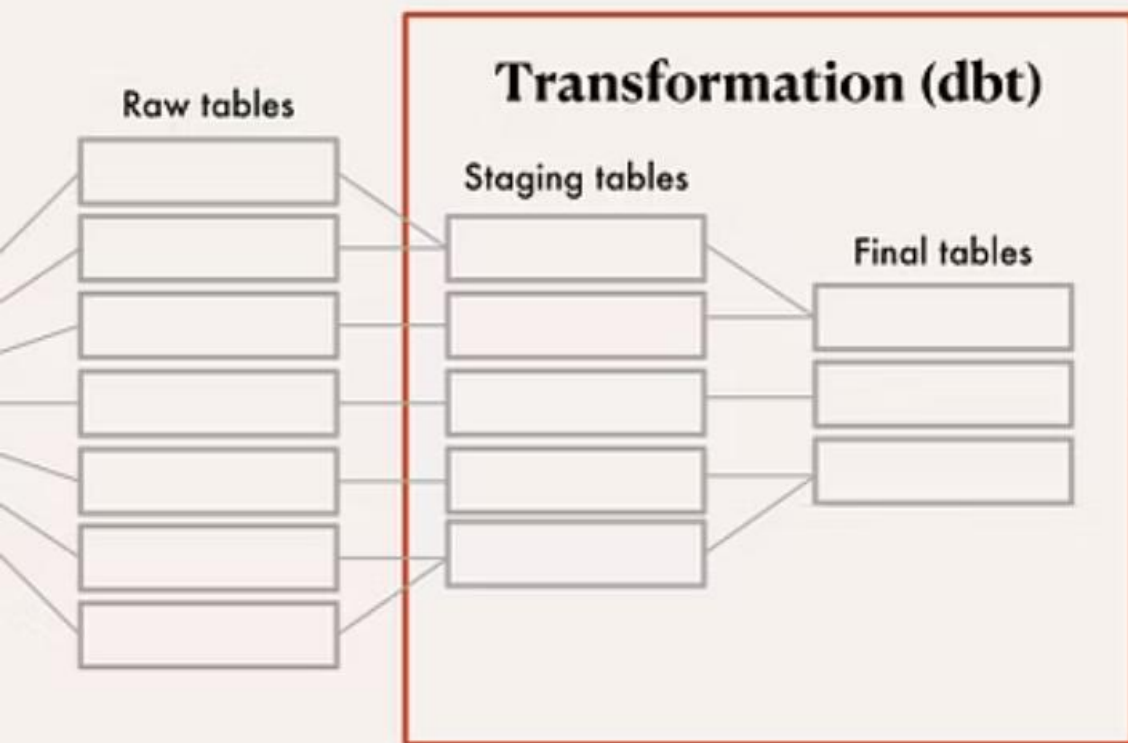 Transformation (dbt)
Raw tables
Staging tables
Final tables